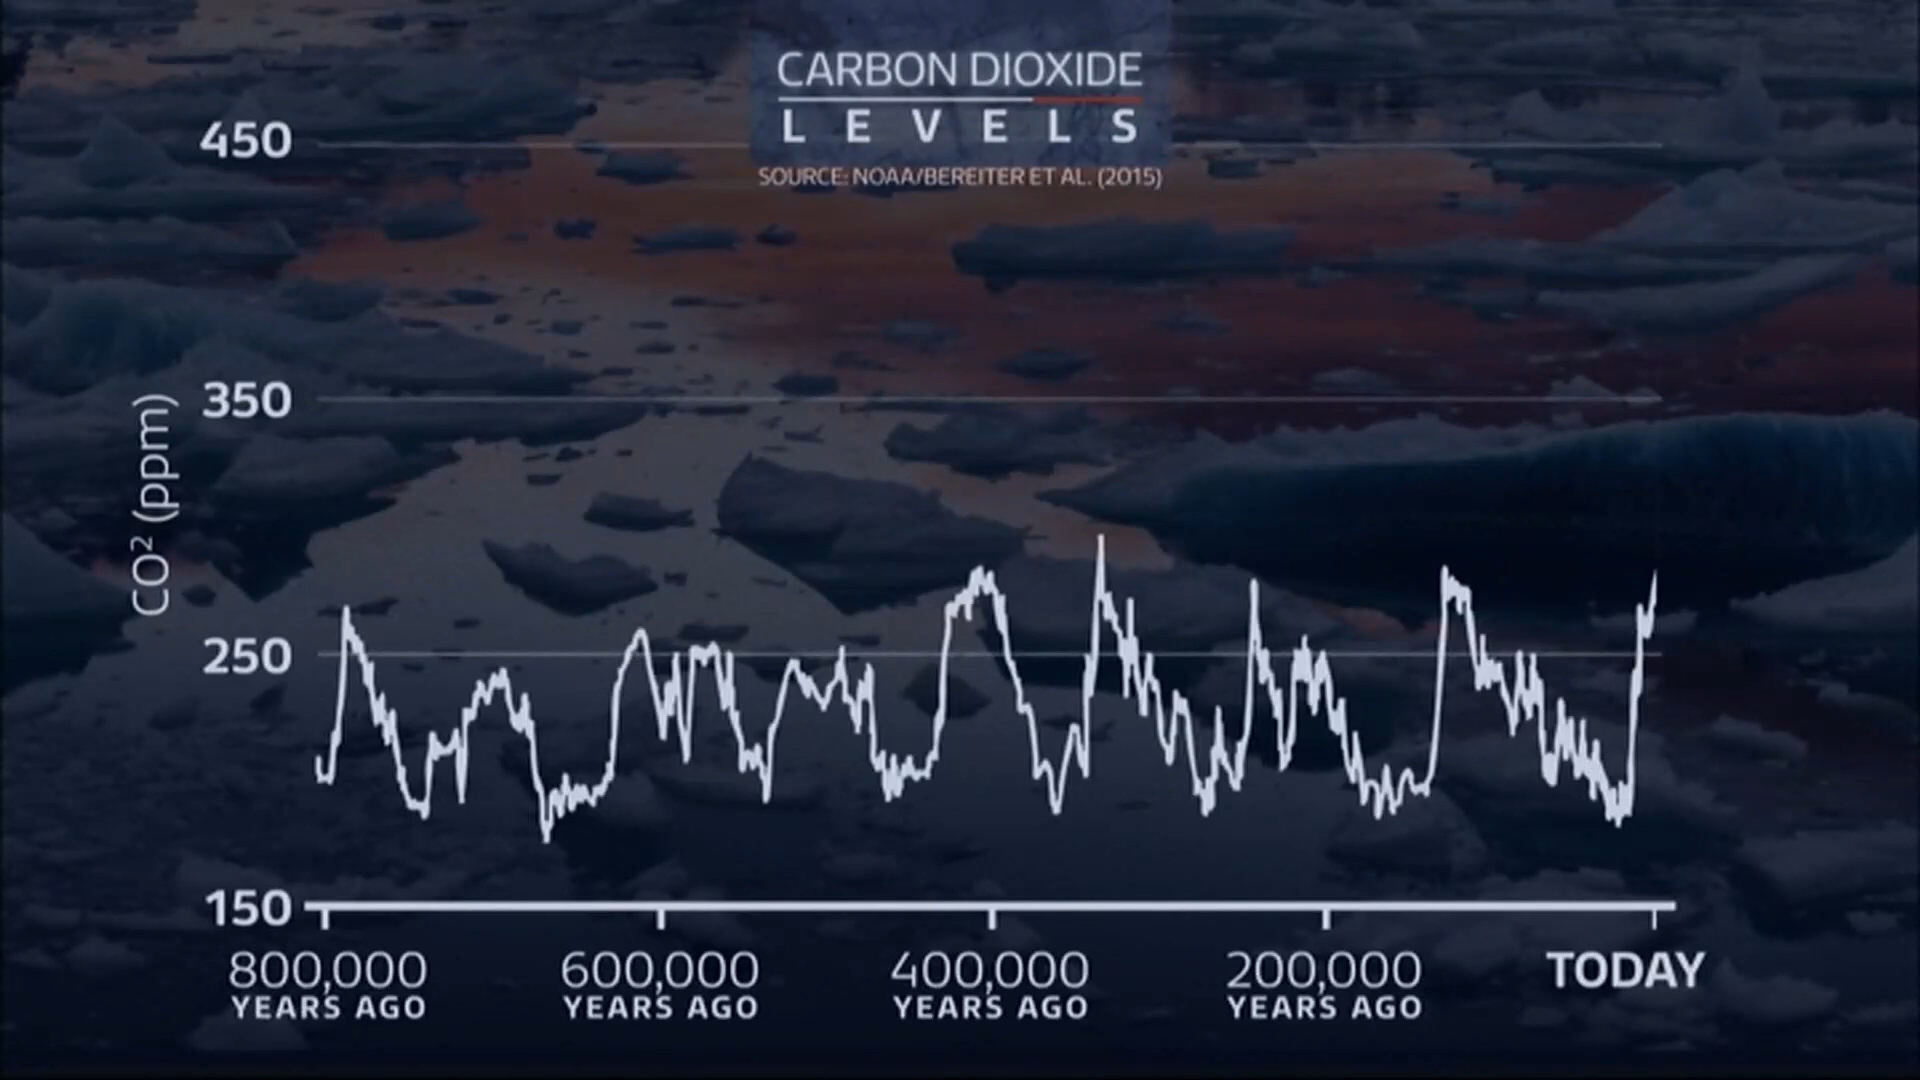 CARBON DIOXIDE
LEVELS
SOURCE: NOAA/BEREITER ET AL. (2015)
450
350
250
150
CO² (ppm)
800,000
YEARS AGO
600,000
YEARS AGO
400,000
YEARS AGO
200,000
YEARS AGO
TODAY